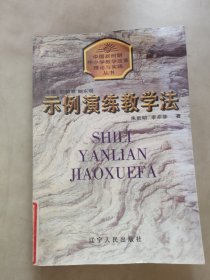 中国新时期
中小学教学改革
理论与实践
丛书
示例演练教学法
著
SHILI
YANLIAN
JIAOXUEFA
辽宁人民出版社